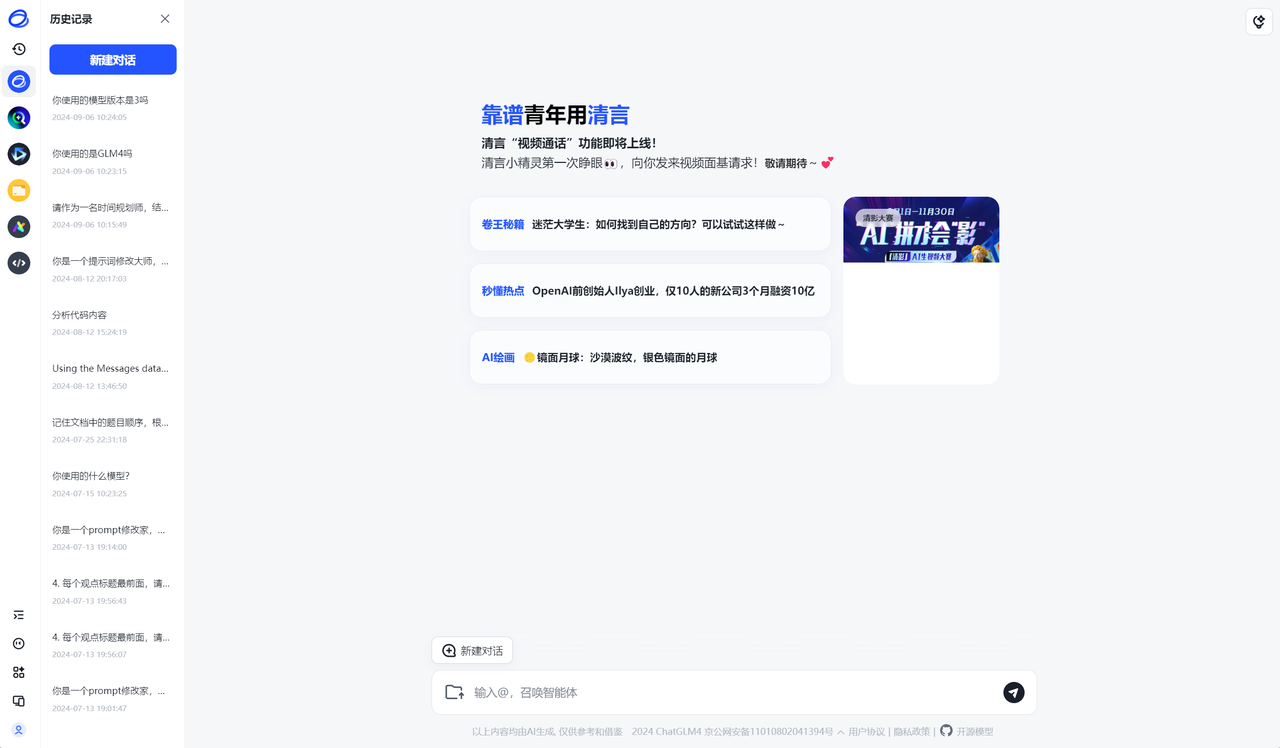 历史记录
新建对话
你使用的模型版本是3吗
2024-09-06 10:24:05
你使用的是GLM4吗
2024-09-06 10:23:15
请作为一名时间规划师，结...
2024-09-06 10:15:49
你是一个提示词修改大师，...
2024-08-12 20:17:03
分析代码内容
2024-08-12 15:24:19
Using the Messages data...
2024-08-12 13:46:50
记住文档中的题目顺序，根...
2024-07-25 22:31:18
你使用的什么模型?
2024-07-15 10:23:25
你是一个prompt修改家，...
2024-07-13 19:14:00
4. 每个观点标题最前面，请...
2024-07-13 19:56:43
4. 每个观点标题最前面，请...
2024-07-13 19:56:07
你是一个prompt修改家，...
2024-07-13 19:01:47
靠谱青年用清言
清言“视频通话”功能即将上线！
清言小精灵第一次睁眼👀，向你发来视频面基请求！敬请期待～💕
卷王秘籍 迷茫大学生：如何找到自己的方向？可以试试这样做～
秒懂热点 OpenAI前创始人Ilya创业，仅10人的新公司3个月融资10亿
AI绘画 🟡镜面月球：沙漠波纹，银色镜面的月球
清影大赛
1日—11月30日
"AI 拼才会"影"
「清影」AI生视频大赛
新建对话
输入@，召唤智能体
以上内容均由AI生成, 仅供参考和借鉴 2024 ChatGLM4 京公网安备11010802041394号 用户协议 | 隐私政策 | 开源模型